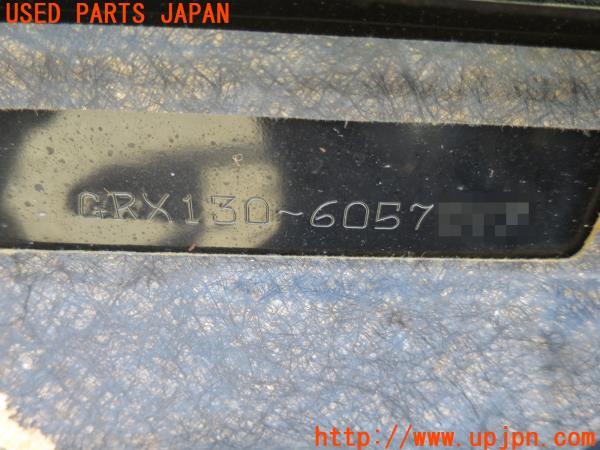 USED PARTS JAPAN
GRX130-6057
http://www.upjpn.com